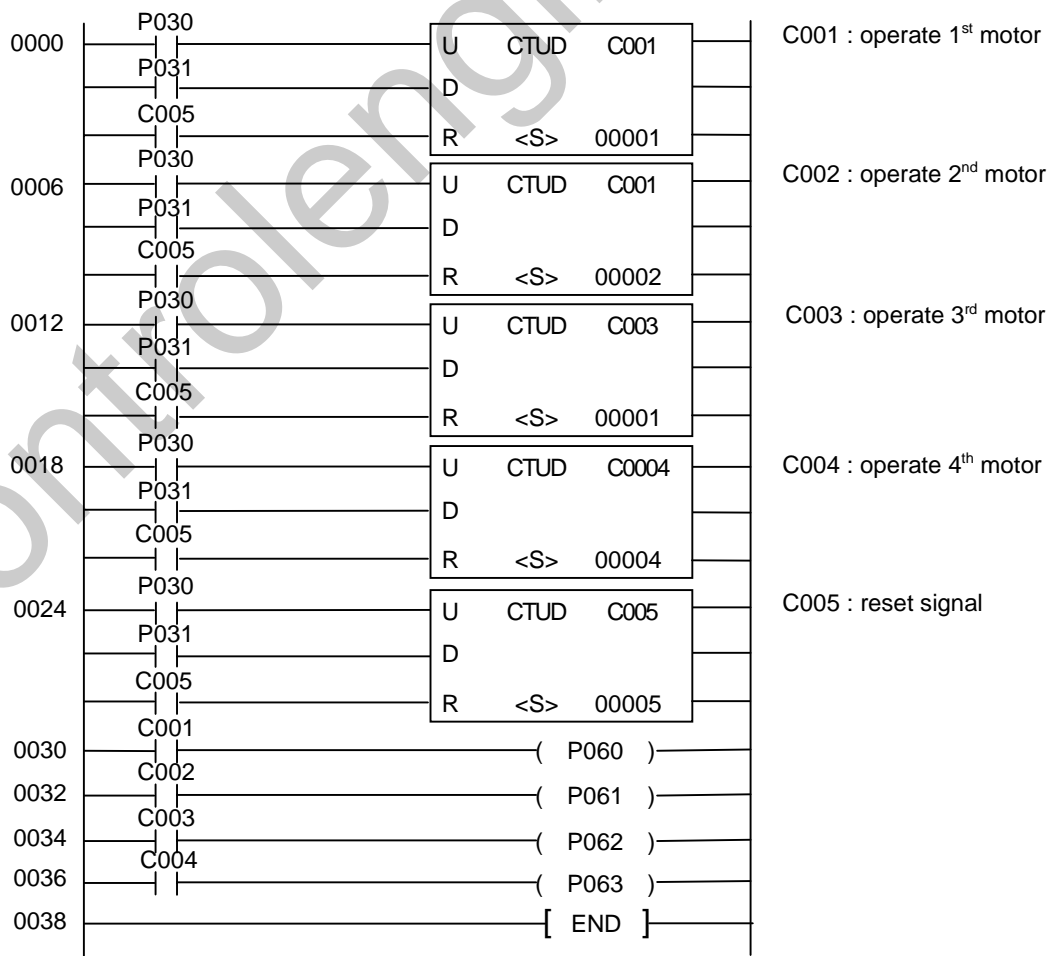 P030
0000 U CTUD C001 C001 : operate 1st motor
P031
D
C005
R <S> 00001
P030
0006 U CTUD C001 C002 : operate 2nd motor
P031
D
C005
R <S> 00002
P030
0012 U CTUD C003 C003 : operate 3rd motor
P031
D
C005
R <S> 00001
P030
0018 U CTUD C0004 C004 : operate 4th motor
P031
D
C005
R <S> 00004
P030
0024 U CTUD C005 C005 : reset signal
P031
D
C005
R <S> 00005
C001
0030 ( P060 )
C002
0032 ( P061 )
C003
0034 ( P062 )
C004
0036 ( P063 )
0038 [ END ]
ontrolengi